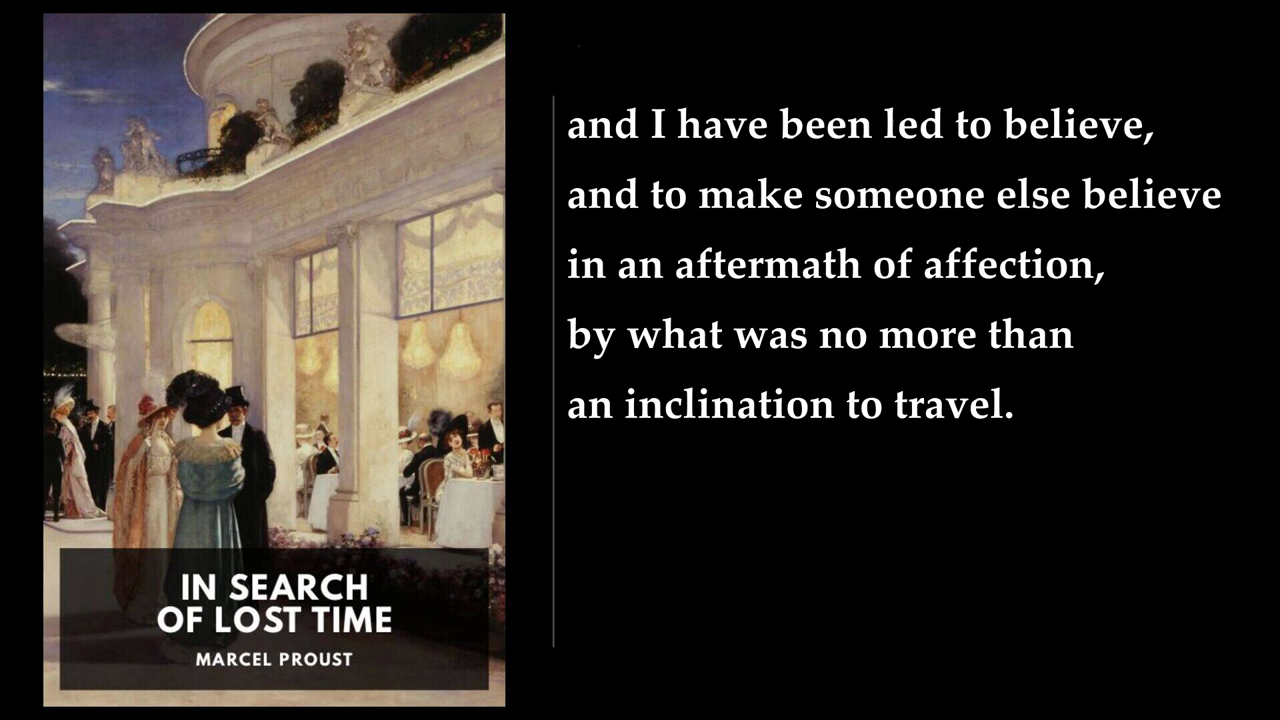 IN SEARCH
OF LOST TIME
MARCEL PROUST
and I have been led to believe,
and to make someone else believe
in an aftermath of affection,
by what was no more than
an inclination to travel.